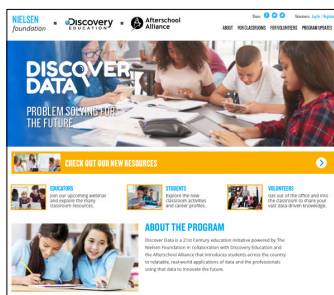 NIELSEN
foundation
Discovery
EDUCATION
Afterschool
Alliance
Share
Volunteers: Log In | Register
ABOUT FOR CLASSROOMS FOR VOLUNTEERS PROGRAM UPDATES
DISCOVER
DATA
PROBLEM SOLVING FOR
THE FUTURE
CHECK OUT OUR NEW RESOURCES
EDUCATORS
Join our upcoming webinar
and explore the many
classroom resources.
STUDENTS
Explore the new
classroom activities
and career profiles.
VOLUNTEERS
Get out of the office and into
the classroom to share your
vast data-driven knowledge.
ABOUT THE PROGRAM
Discover Data is a 21st Century education initiative powered by The
Nielsen Foundation in collaboration with Discovery Education and
the Afterschool Alliance that introduces students across the country
to relatable, real-world applications of data and the professionals
using that data to innovate the future.